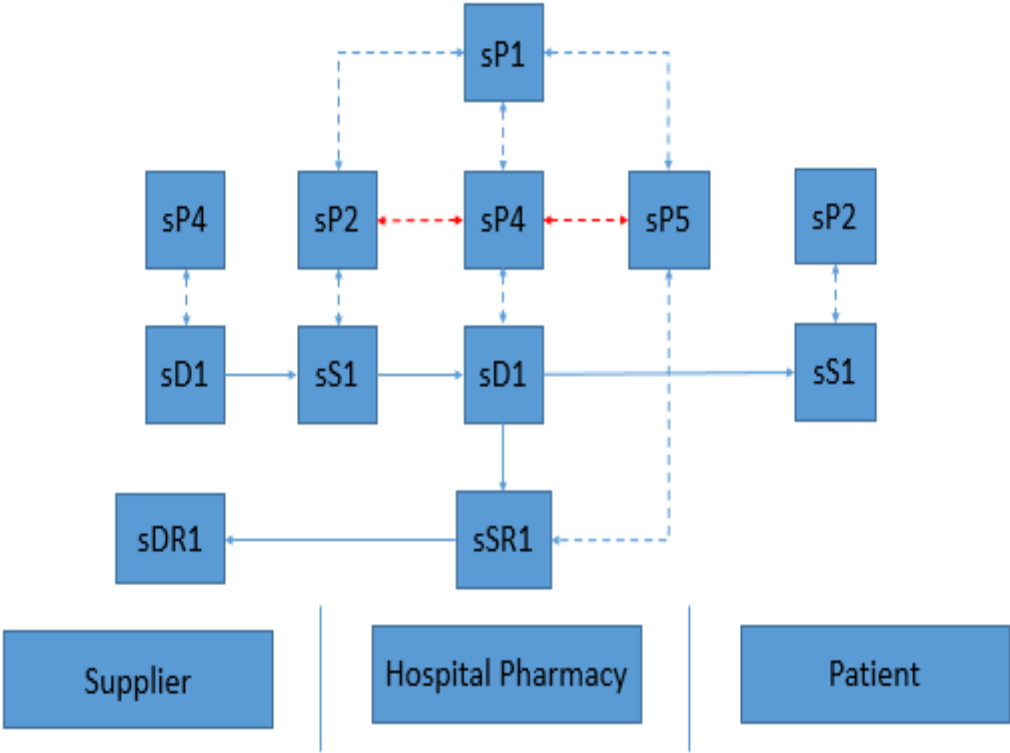 sP1
sP4
sP2
sP4
sP5
sP2
sD1
sS1
sD1
sS1
sDR1
sSR1
Supplier
Hospital Pharmacy
Patient